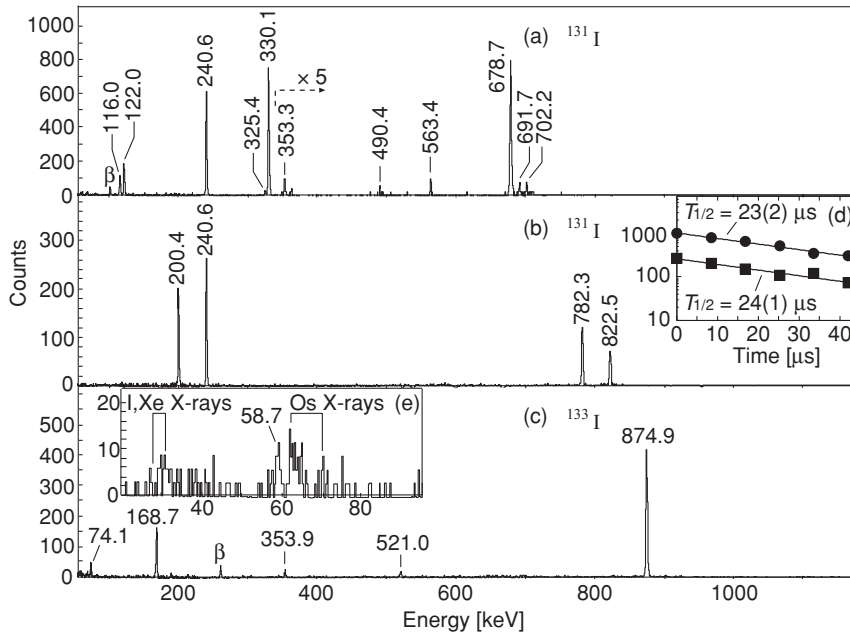 1000
800
600
400
200
0
β
116.0
122.0
240.6
325.4
330.1
353.3
× 5
490.4
563.4
678.7
691.7
702.2
(a) 131I
300
200
100
0
Counts
200.4
240.6
782.3
822.5
(b) 131I
T1/2 = 23(2) µs (d)
1000
100
10
T1/2 = 24(1) µs
0 10 20 30 40
Time [µs]
500
400
300
200
100
0
20
10
0
I,Xe X-rays
58.7
Os X-rays (e)
40 60 80
(c) 133I
74.1
168.7
β
353.9
521.0
874.9
200 400 600 800 1000
Energy [keV]